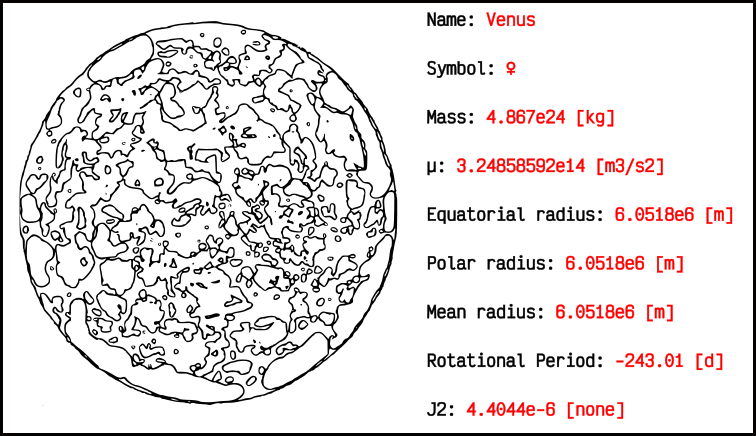 Name: Venus
Symbol: ♀
Mass: 4.867e24 [kg]
μ: 3.24858592e14 [m3/s2]
Equatorial radius: 6.0518e6 [m]
Polar radius: 6.0518e6 [m]
Mean radius: 6.0518e6 [m]
Rotational Period: -243.01 [d]
J2: 4.4044e-6 [none]